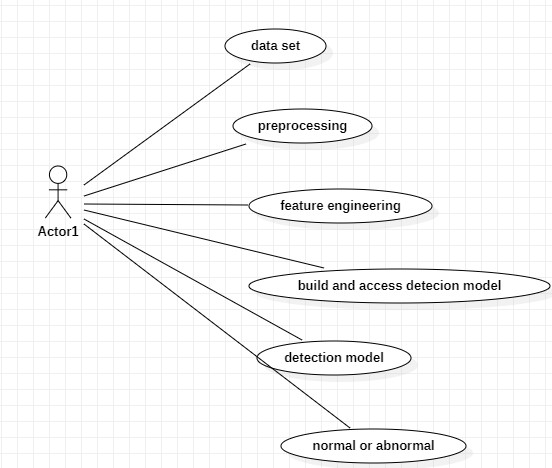 data set
preprocessing
feature engineering
Actor1
build and access detecion model
detection model
normal or abnormal